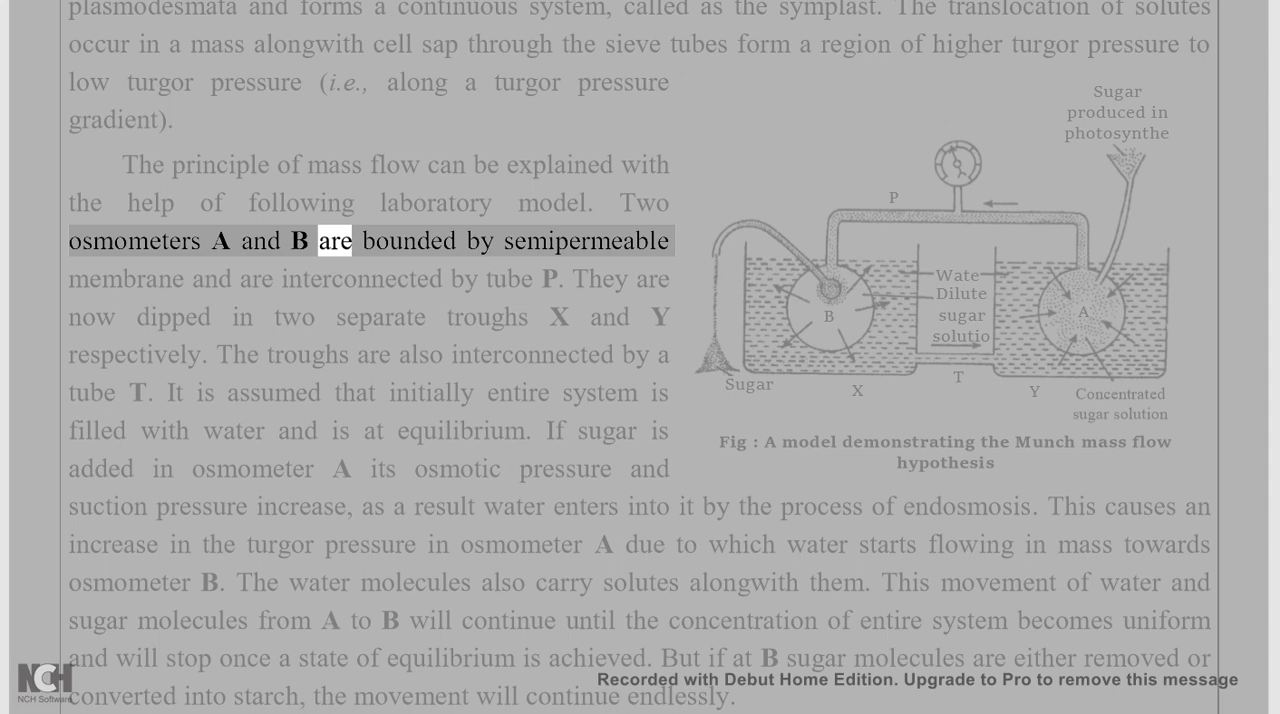 plasmodesmata and forms a continuous system, called as the symplast. The translocation of solutes
occur in a mass alongwith cell sap through the sieve tubes form a region of higher turgor pressure to
low turgor pressure (i.e., along a turgor pressure
gradient).
The principle of mass flow can be explained with
the help of following laboratory model. Two
osmometers A and B are bounded by semipermeable
membrane and are interconnected by tube P. They are
now dipped in two separate troughs X and Y
respectively. The troughs are also interconnected by a
tube T. It is assumed that initially entire system is
filled with water and is at equilibrium. If sugar is
added in osmometer A its osmotic pressure and
Sugar
produced in
photosynthe
P
Wate
Dilute
sugar
solutio
B
A
Sugar
X
T
Y
Concentrated
sugar solution
Fig : A model demonstrating the Munch mass flow
hypothesis
suction pressure increase, as a result water enters into it by the process of endosmosis. This causes an
increase in the turgor pressure in osmometer A due to which water starts flowing in mass towards
osmometer B. The water molecules also carry solutes alongwith them. This movement of water and
sugar molecules from A to B will continue until the concentration of entire system becomes uniform
and will stop once a state of equilibrium is achieved. But if at B sugar molecules are either removed or
converted into starch, the movement will continue endlessly.
NCH
NCH Software
Recorded with Debut Home Edition. Upgrade to Pro to remove this message